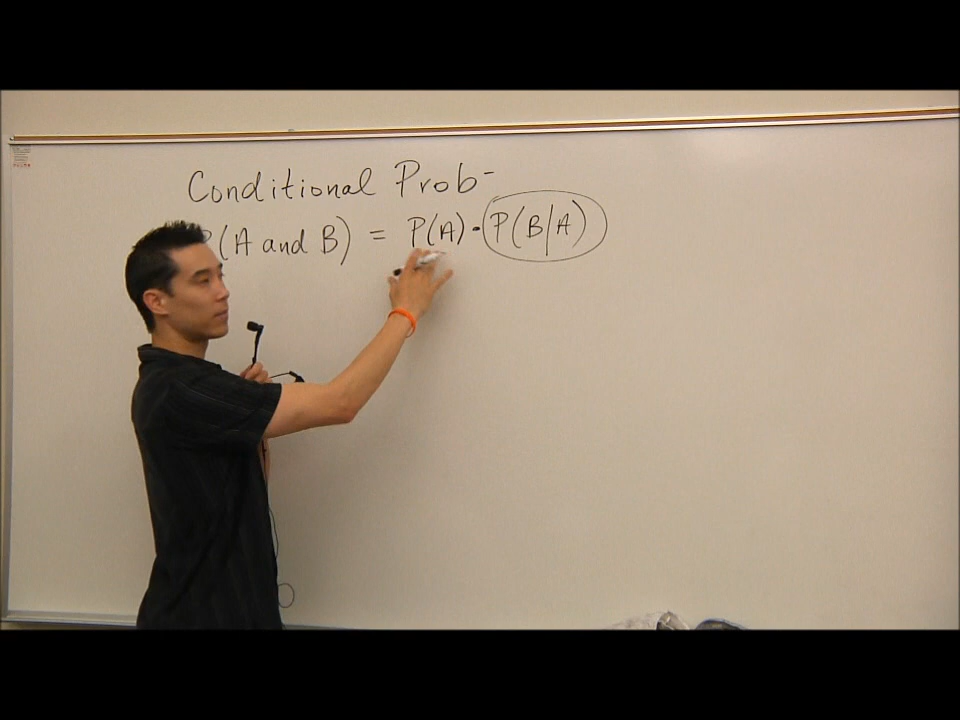 Conditional Prob-
P(A and B) = P(A) · P(B|A)